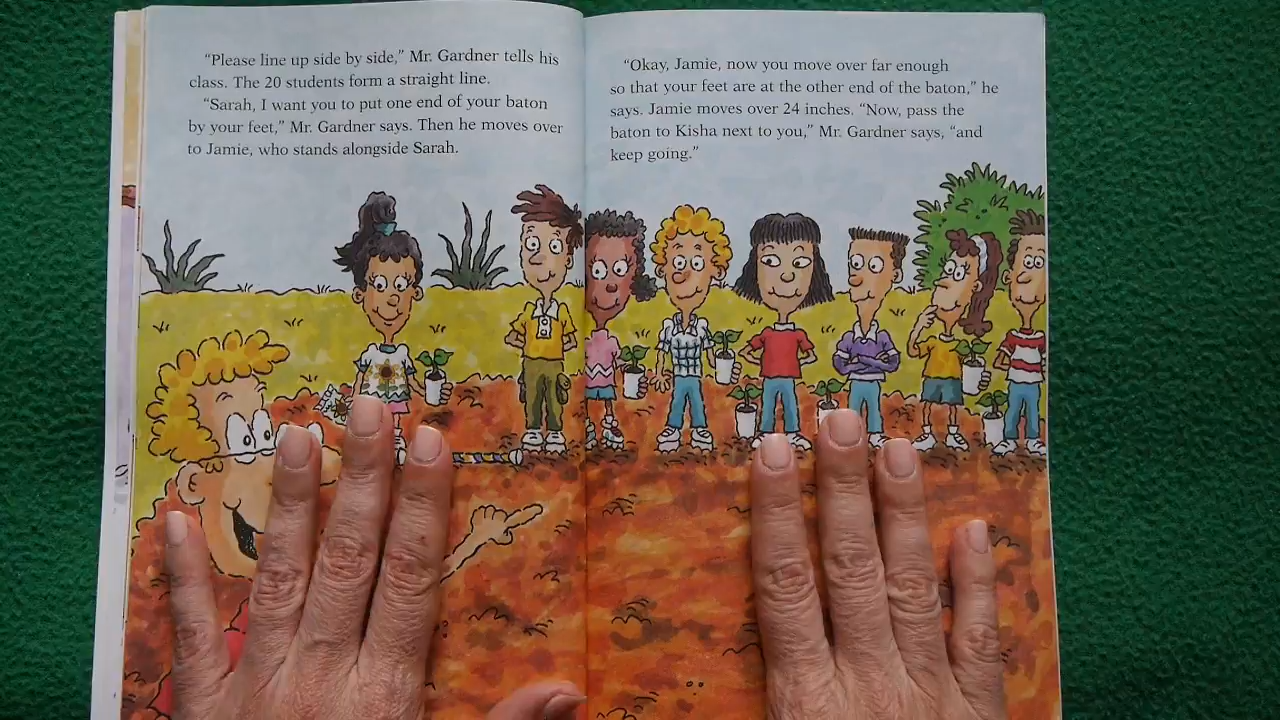 “Please line up side by side,” Mr. Gardner tells his
class. The 20 students form a straight line.
“Sarah, I want you to put one end of your baton
by your feet,” Mr. Gardner says. Then he moves over
to Jamie, who stands alongside Sarah.
“Okay, Jamie, now you move over far enough
so that your feet are at the other end of the baton,” he
says. Jamie moves over 24 inches. “Now, pass the
baton to Kisha next to you,” Mr. Gardner says, “and
keep going.”